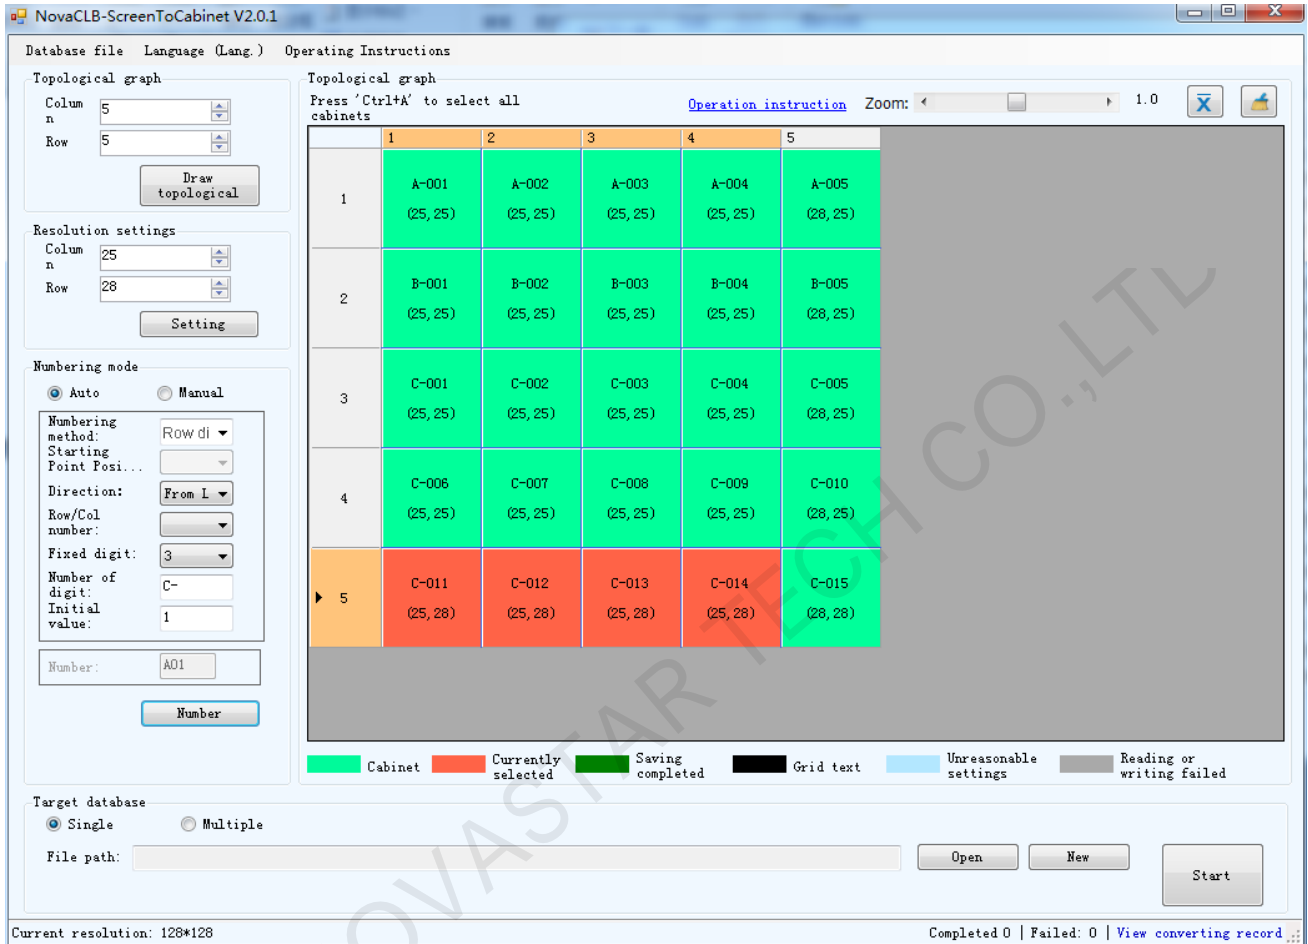 NovaCLB-ScreenToCabinet V2.0.1
Database file Language (Lang.) Operating Instructions
Topological graph
Colum
n
5
Row 5
Draw
topological
Resolution settings
Colum
n
25
Row 28
Setting
Numbering mode
Auto Manual
Numbering
method:
Row di
Starting
Point Posi...
Direction: From L
Row/Col
number:
Fixed digit: 3
Number of
digit:
C-
Initial
value:
1
Number: A01
Number
Topological graph
Press 'Ctrl+A' to select all
cabinets
Operation instruction Zoom: 1.0
1 2 3 4 5
1
A-001 A-002 A-003 A-004 A-005
(25, 25) (25, 25) (25, 25) (25, 25) (28, 25)
2
B-001 B-002 B-003 B-004 B-005
(25, 25) (25, 25) (25, 25) (25, 25) (28, 25)
3
C-001 C-002 C-003 C-004 C-005
(25, 25) (25, 25) (25, 25) (25, 25) (28, 25)
4
C-006 C-007 C-008 C-009 C-010
(25, 25) (25, 25) (25, 25) (25, 25) (28, 25)
5
C-011 C-012 C-013 C-014 C-015
(25, 28) (25, 28) (25, 28) (25, 28) (28, 28)
Cabinet
Currently
selected
Saving
completed
Grid text
Unreasonable
settings
Reading or
writing failed
Target database
Single Multiple
File path: Open New
Start
Current resolution: 128*128 Completed 0 | Failed: 0 | View converting record
OVASTAR TECH CO.,LTD